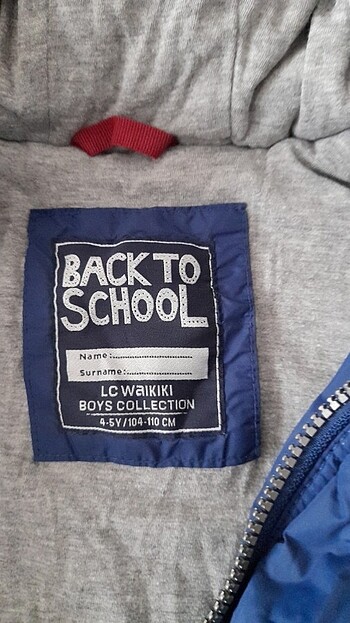 BACK TO
SCHOOL
Name:
Surname:
LC WAIKIKI
BOYS COLLECTION
4-5Y/104-110 CM